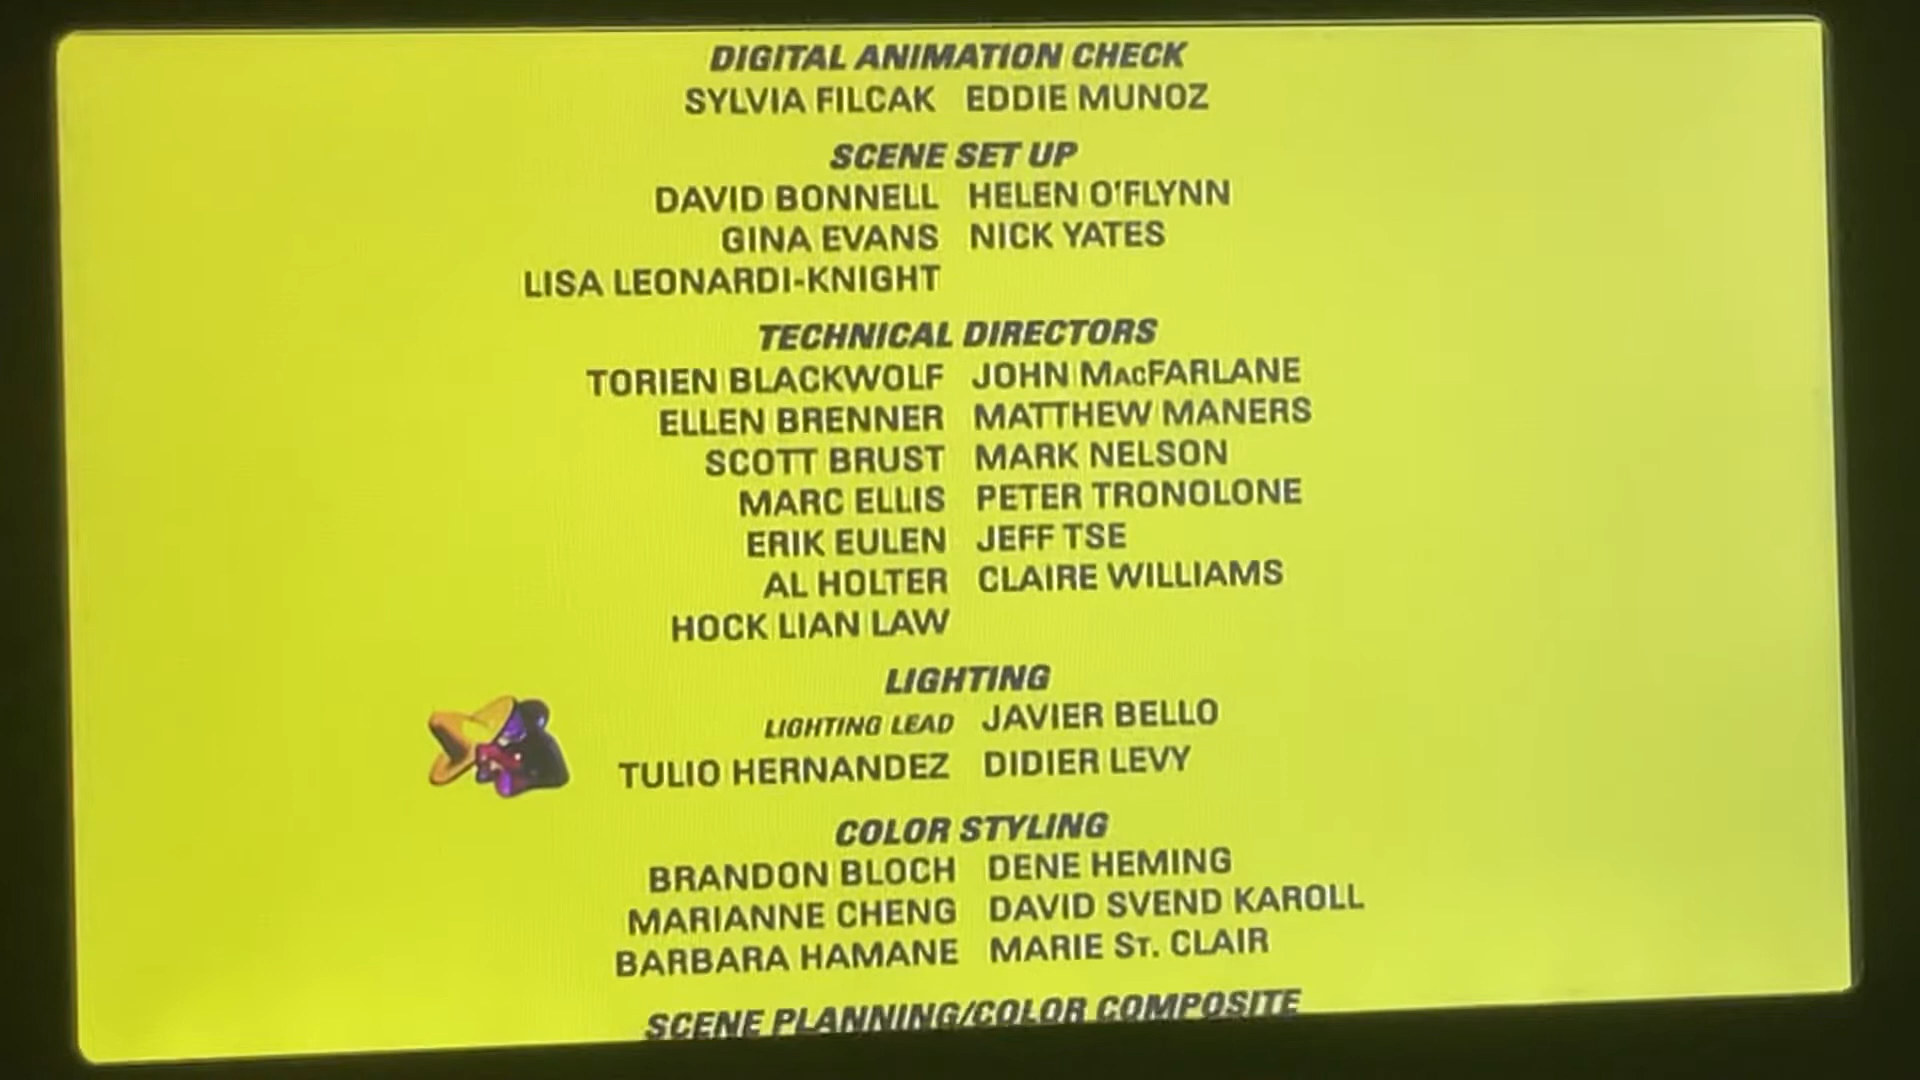 DIGITAL ANIMATION CHECK
SYLVIA FILCAK EDDIE MUNOZ
SCENE SET UP
DAVID BONNELL HELEN O'FLYNN
GINA EVANS NICK YATES
LISA LEONARDI-KNIGHT
TECHNICAL DIRECTORS
TORIEN BLACKWOLF JOHN MACFARLANE
ELLEN BRENNER MATTHEW MANERS
SCOTT BRUST MARK NELSON
MARC ELLIS PETER TRONOLONE
ERIK EULEN JEFF TSE
AL HOLTER CLAIRE WILLIAMS
HOCK LIAN LAW
LIGHTING
LIGHTING LEAD JAVIER BELLO
TULIO HERNANDEZ DIDIER LEVY
COLOR STYLING
BRANDON BLOCH DENE HEMING
MARIANNE CHENG DAVID SVEND KAROLL
BARBARA HAMANE MARIE ST. CLAIR
SCENE PLANNING/COLOR COMPOSITE